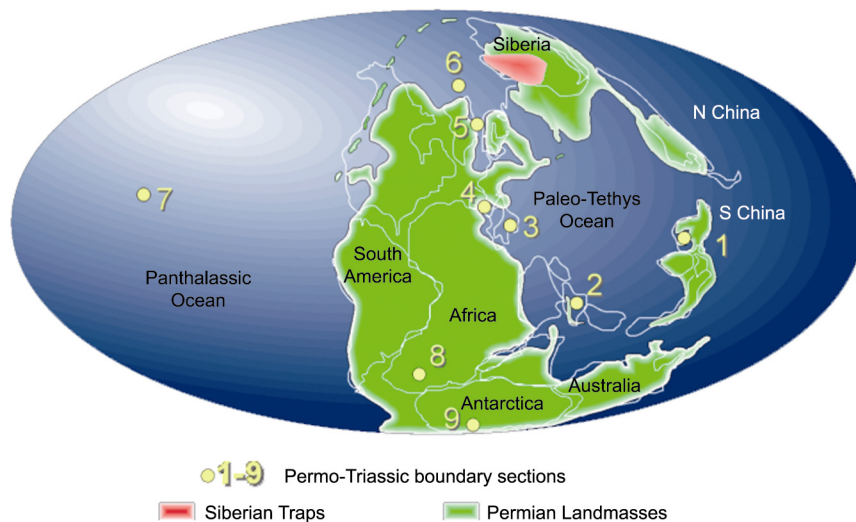 Siberia
6
N China
5
7
4
Paleo-Tethys
Ocean
S China
3
1
South
America
Panthalassic
Ocean
2
Africa
8
Australia
Antarctica
9
1-9 Permo-Triassic boundary sections
Siberian Traps Permian Landmasses